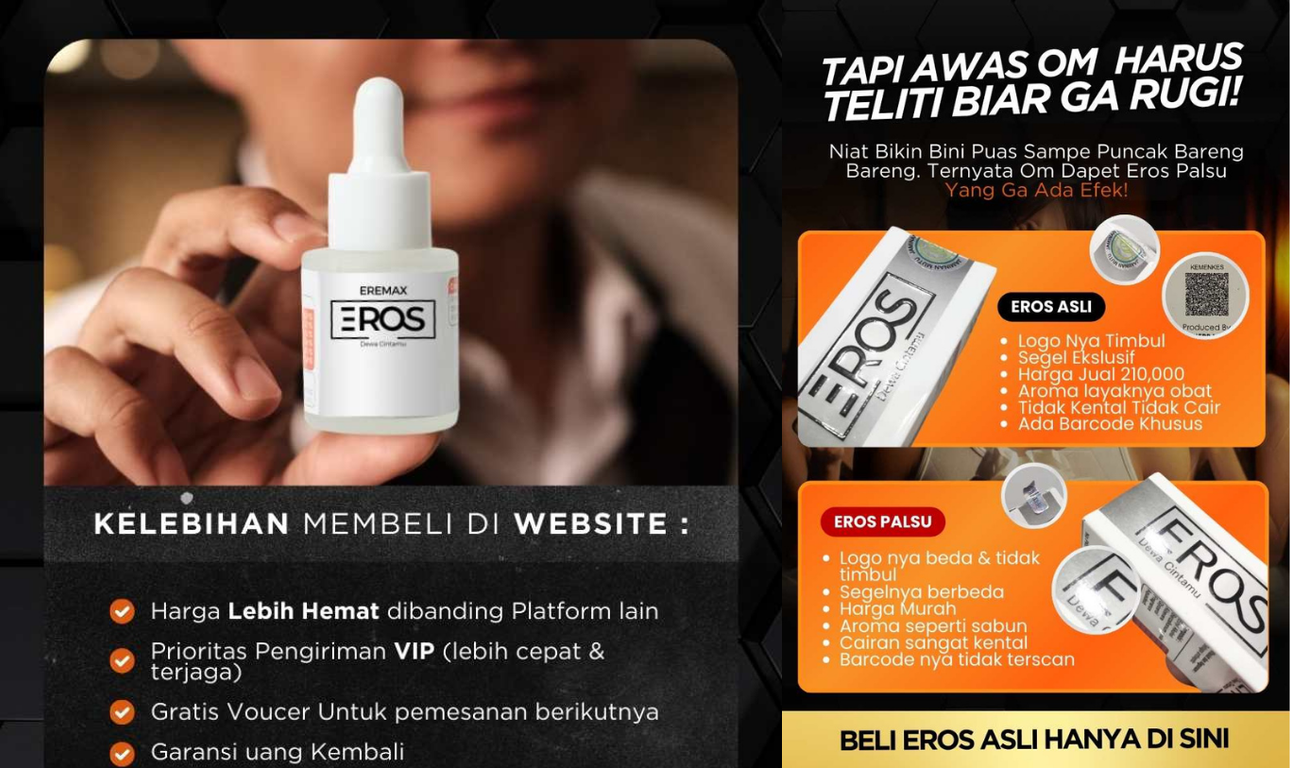 EREMAX
EROS
Dewa Cintamu
KELEBIHAN MEMBELI DI WEBSITE :
Harga Lebih Hemat dibanding Platform lain
Prioritas Pengiriman VIP (lebih cepat &
terjaga)
Gratis Voucer Untuk pemesanan berikutnya
Garansi uang Kembali
TAPI AWAS OM HARUS
TELITI BIAR GA RUGI!
Niat Bikin Bini Puas Sampe Puncak Bareng
Bareng. Ternyata Om Dapet Eros Palsu
Yang Ga Ada Efek!
EROS
Dewa Cintamu
KEMENKES
Produced By
EROS ASLI
Logo Nya Timbul
Segel Ekslusif
Harga Jual 210,000
Aroma layaknya obat
Tidak Kental Tidak Cair
Ada Barcode Khusus
EROS PALSU
Logo nya beda & tidak
timbul
Segelnya berbeda
Harga Murah
Aroma seperti sabun
Cairan sangat kental
Barcode nya tidak terscan
EROS
Dewa Cintamu
Dewa
BELI EROS ASLI HANYA DI SINI